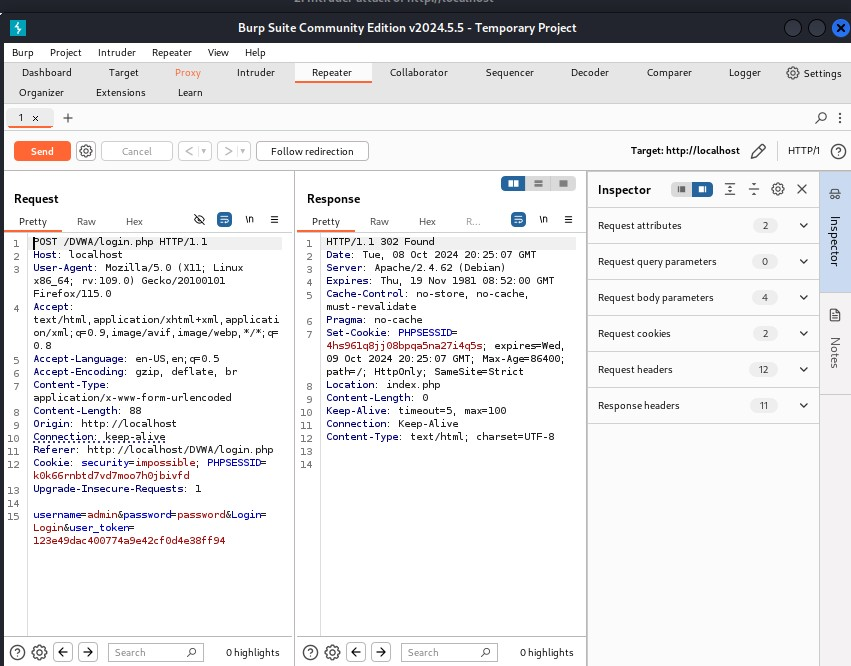 Burp Suite Community Edition v2024.5.5 - Temporary Project
Burp Project Intruder Repeater View Help
Dashboard Target Proxy Intruder Repeater Collaborator Sequencer Decoder Comparer Logger Settings
Organizer Extensions Learn
1 × +
Send Cancel < > Follow redirection Target: http://localhost HTTP/1
Request
Pretty Raw Hex \n
1 POST /DVWA/login.php HTTP/1.1
2 Host: localhost
3 User-Agent: Mozilla/5.0 (X11; Linux
x86_64; rv:109.0) Gecko/20100101
Firefox/115.0
4 Accept:
text/html,application/xhtml+xml,applicati
on/xml;q=0.9,image/avif,image/webp,*/*;q=
0.8
5 Accept-Language: en-US,en;q=0.5
6 Accept-Encoding: gzip, deflate, br
7 Content-Type:
application/x-www-form-urlencoded
8 Content-Length: 88
9 Origin: http://localhost
10 Connection: keep-alive
11 Referer: http://localhost/DVWA/login.php
12 Cookie: security=impossible; PHPSESSID=
k0k66rnbtd7vd7moo7h0jbivfd
13 Upgrade-Insecure-Requests: 1
14
15 username=admin&password=password&Login=
Login&user_token=
123e49dac400774a9e42cf0d4e38ff94
Search 0 highlights
Response
Pretty Raw Hex R... \n
1 HTTP/1.1 302 Found
2 Date: Tue, 08 Oct 2024 20:25:07 GMT
3 Server: Apache/2.4.62 (Debian)
4 Expires: Thu, 19 Nov 1981 08:52:00 GMT
5 Cache-Control: no-store, no-cache,
must-revalidate
6 Pragma: no-cache
7 Set-Cookie: PHPSESSID=
4hs961q8jj08bpqa5na27i4q5s; expires=Wed,
09 Oct 2024 20:25:07 GMT; Max-Age=86400;
path=/; HttpOnly; SameSite=Strict
8 Location: index.php
9 Content-Length: 0
10 Keep-Alive: timeout=5, max=100
11 Connection: Keep-Alive
12 Content-Type: text/html; charset=UTF-8
13
14
Search 0 highlights
Inspector
Request attributes 2
Request query parameters 0
Request body parameters 4
Request cookies 2
Request headers 12
Response headers 11
Inspector
Notes